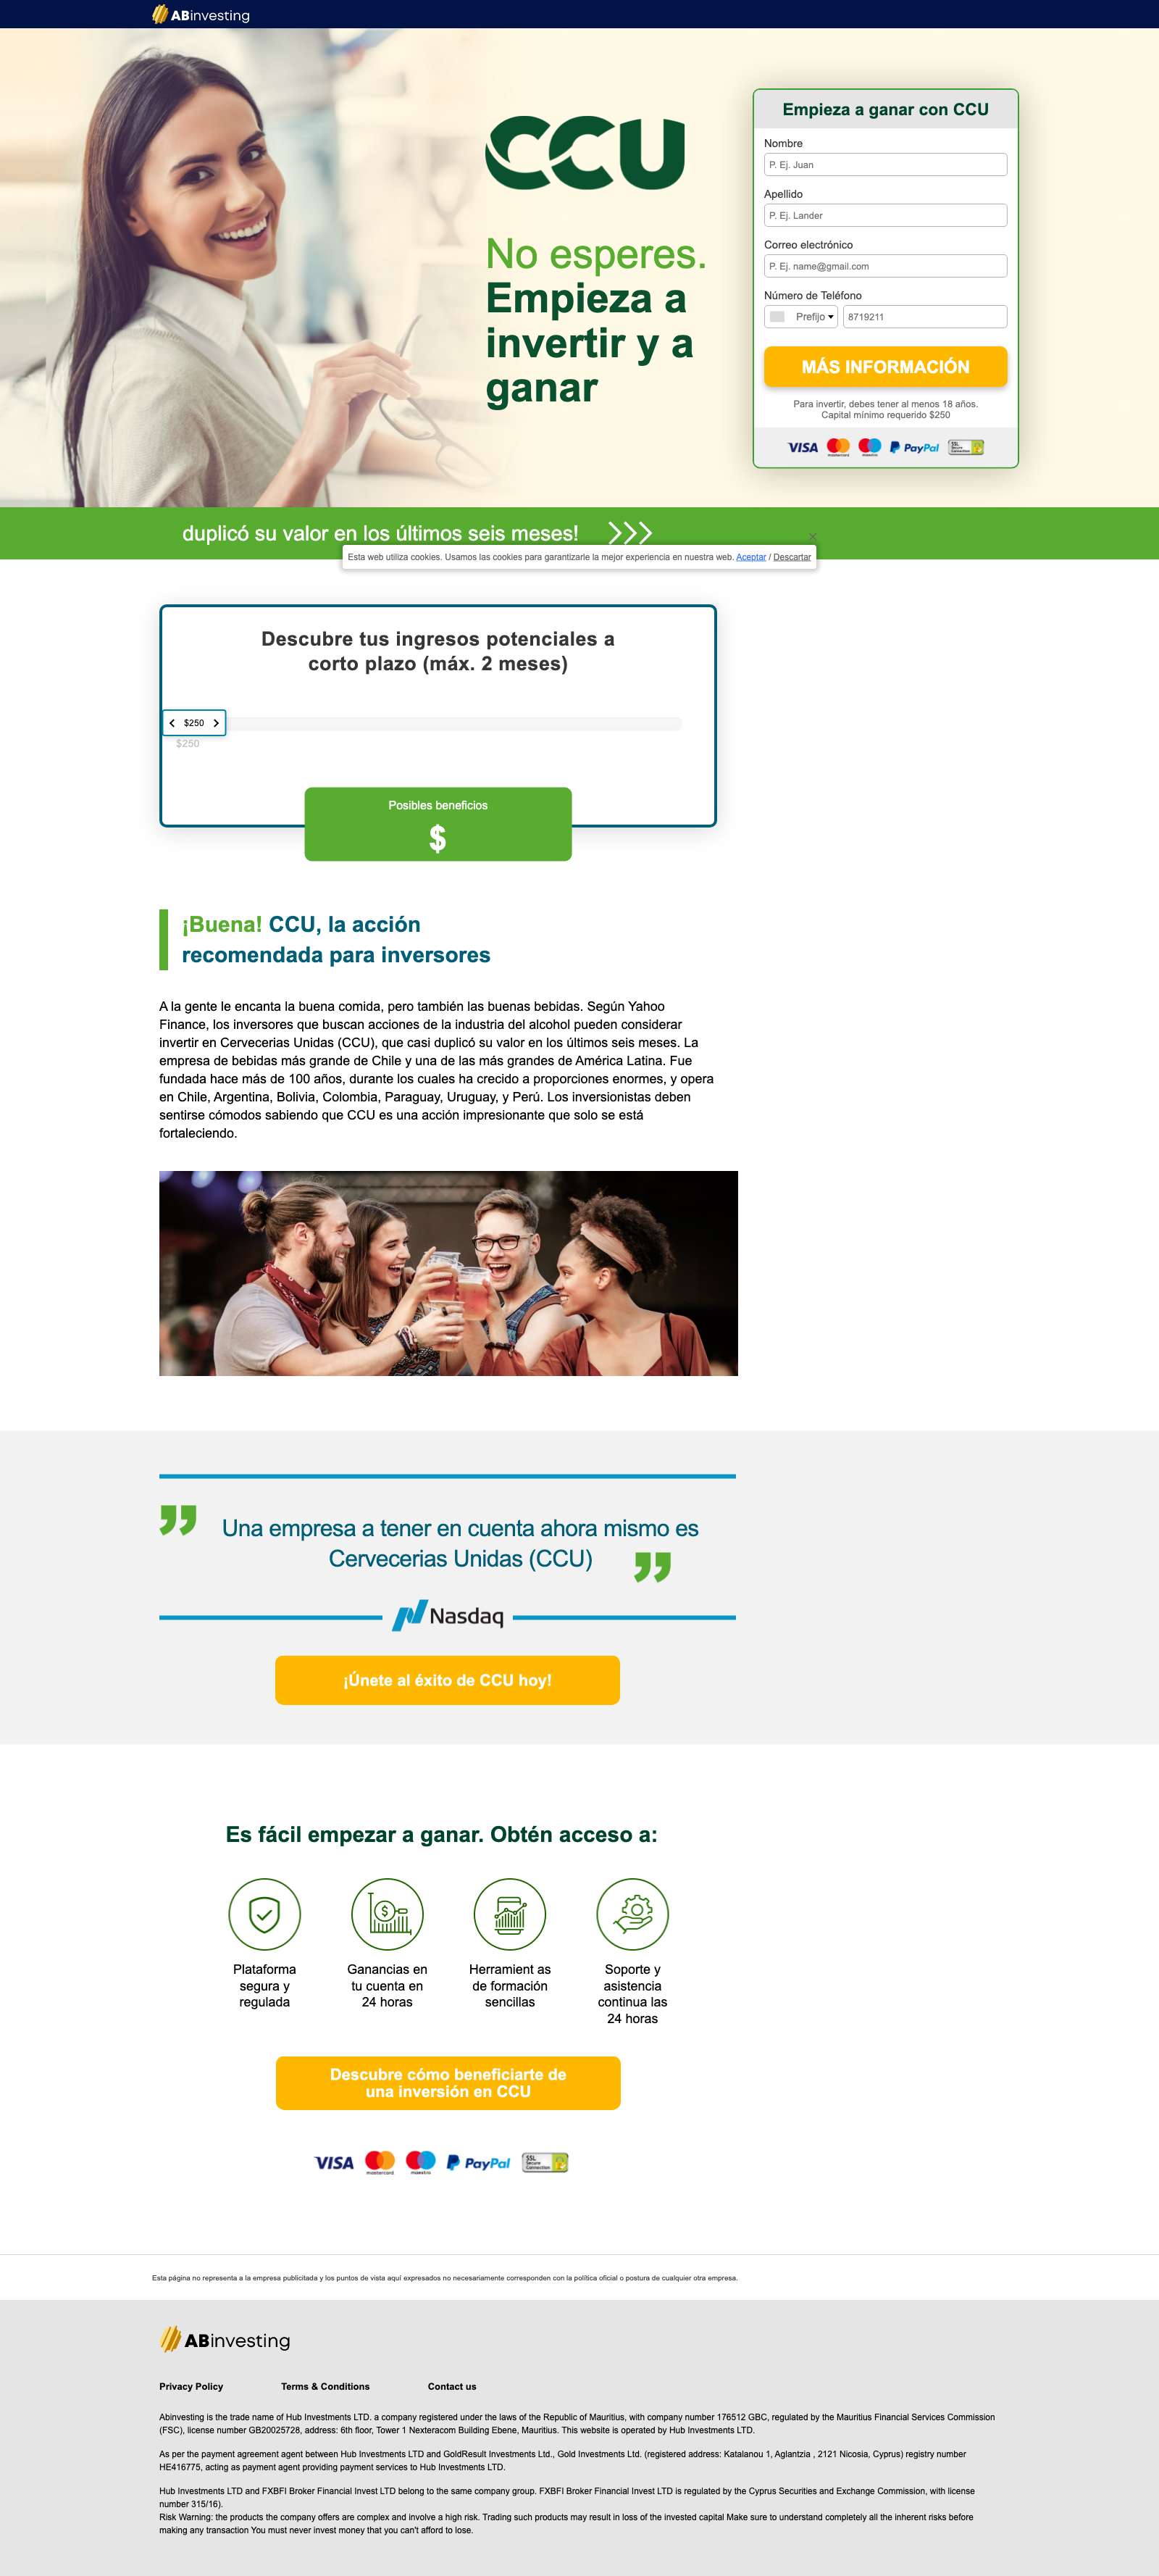 ABinvesting
CCU
No esperes.
Empieza a
invertir y a
ganar
Empieza a ganar con CCU
Nombre
P. Ej. Juan
Apellido
P. Ej. Lander
Correo electrónico
P. Ej. name@gmail.com
Número de Teléfono
Prefijo 8719211
MÁS INFORMACIÓN
Para invertir, debes tener al menos 18 años.
Capital mínimo requerido $250
VISA mastercard maestro PayPal SSL Secure Connection
duplicó su valor en los últimos seis meses!
Esta web utiliza cookies. Usamos las cookies para garantizarle la mejor experiencia en nuestra web. Aceptar / Descartar
Descubre tus ingresos potenciales a
corto plazo (máx. 2 meses)
$250
$250
Posibles beneficios
$
¡Buena! CCU, la acción
recomendada para inversores
A la gente le encanta la buena comida, pero también las buenas bebidas. Según Yahoo
Finance, los inversores que buscan acciones de la industria del alcohol pueden considerar
invertir en Cervecerias Unidas (CCU), que casi duplicó su valor en los últimos seis meses. La
empresa de bebidas más grande de Chile y una de las más grandes de América Latina. Fue
fundada hace más de 100 años, durante los cuales ha crecido a proporciones enormes, y opera
en Chile, Argentina, Bolivia, Colombia, Paraguay, Uruguay, y Perú. Los inversionistas deben
sentirse cómodos sabiendo que CCU es una acción impresionante que solo se está
fortaleciendo.
” Una empresa a tener en cuenta ahora mismo es
Cervecerias Unidas (CCU) ”
Nasdaq
¡Únete al éxito de CCU hoy!
Es fácil empezar a ganar. Obtén acceso a:
Plataforma
segura y
regulada
Ganancias en
tu cuenta en
24 horas
Herramient as
de formación
sencillas
Soporte y
asistencia
continua las
24 horas
Descubre cómo beneficiarte de
una inversión en CCU
VISA mastercard maestro PayPal SSL Secure Connection
Esta página no representa a la empresa publicitada y los puntos de vista aquí expresados no necesariamente corresponden con la política oficial o postura de cualquier otra empresa.
ABinvesting
Privacy Policy Terms & Conditions Contact us
Abinvesting is the trade name of Hub Investments LTD. a company registered under the laws of the Republic of Mauritius, with company number 176512 GBC, regulated by the Mauritius Financial Services Commission
(FSC), license number GB20025728, address: 6th floor, Tower 1 Nexteracom Building Ebene, Mauritius. This website is operated by Hub Investments LTD.
As per the payment agreement agent between Hub Investments LTD and GoldResult Investments Ltd., Gold Investments Ltd. (registered address: Katalanou 1, Aglantzia , 2121 Nicosia, Cyprus) registry number
HE416775, acting as payment agent providing payment services to Hub Investments LTD.
Hub Investments LTD and FXBFI Broker Financial Invest LTD belong to the same company group. FXBFI Broker Financial Invest LTD is regulated by the Cyprus Securities and Exchange Commission, with license
number 315/16).
Risk Warning: the products the company offers are complex and involve a high risk. Trading such products may result in loss of the invested capital Make sure to understand completely all the inherent risks before
making any transaction You must never invest money that you can't afford to lose.